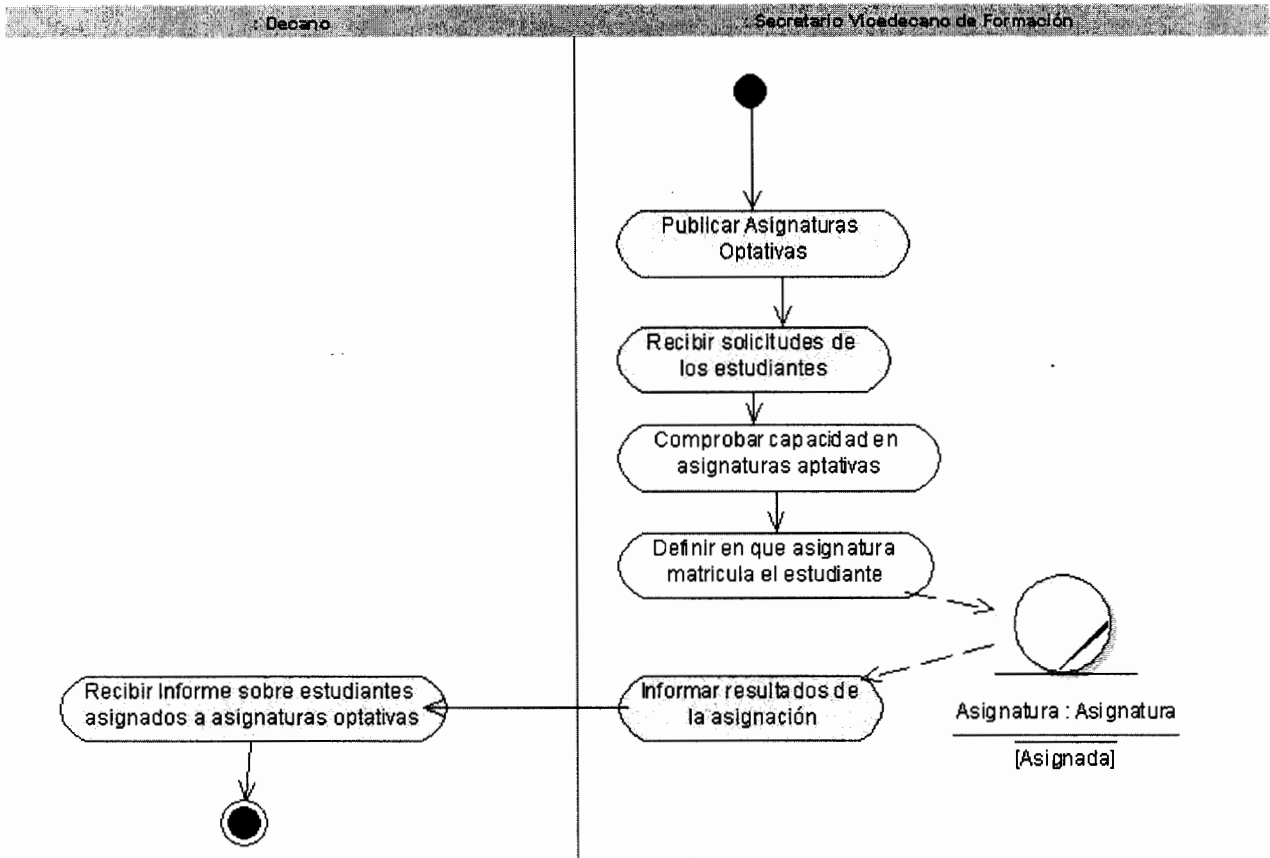 : Decano
: Secretario Vicedecano de Formación
Publicar Asignaturas
Optativas
Recibir solicitudes de
los estudiantes
Comprobar capacidad en
asignaturas aptativas
Definir en que asignatura
matricula el estudiante
Recibir Informe sobre estudiantes
asignados a asignaturas optativas
Informar resultados de
la asignación
Asignatura : Asignatura
[Asignada]